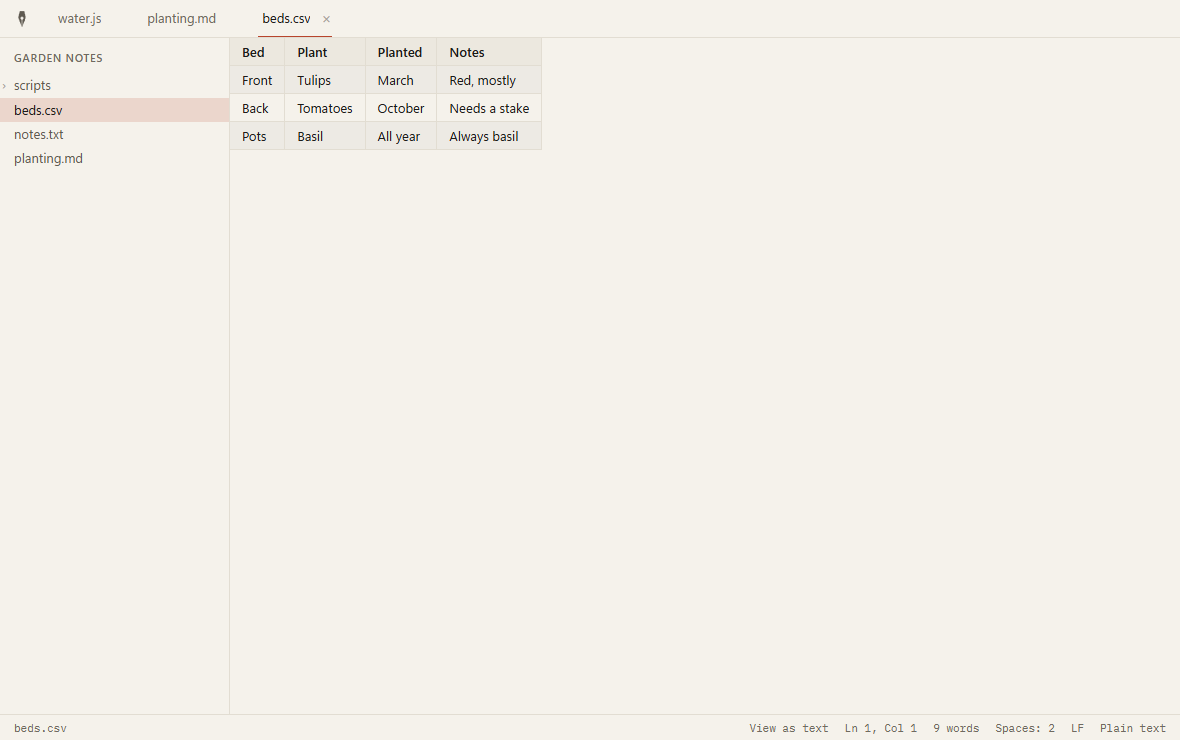 water.js planting.md beds.csv ×
GARDEN NOTES
› scripts
beds.csv
notes.txt
planting.md
Bed Plant Planted Notes
Front Tulips March Red, mostly
Back Tomatoes October Needs a stake
Pots Basil All year Always basil
beds.csv View as text Ln 1, Col 1 9 words Spaces: 2 LF Plain text